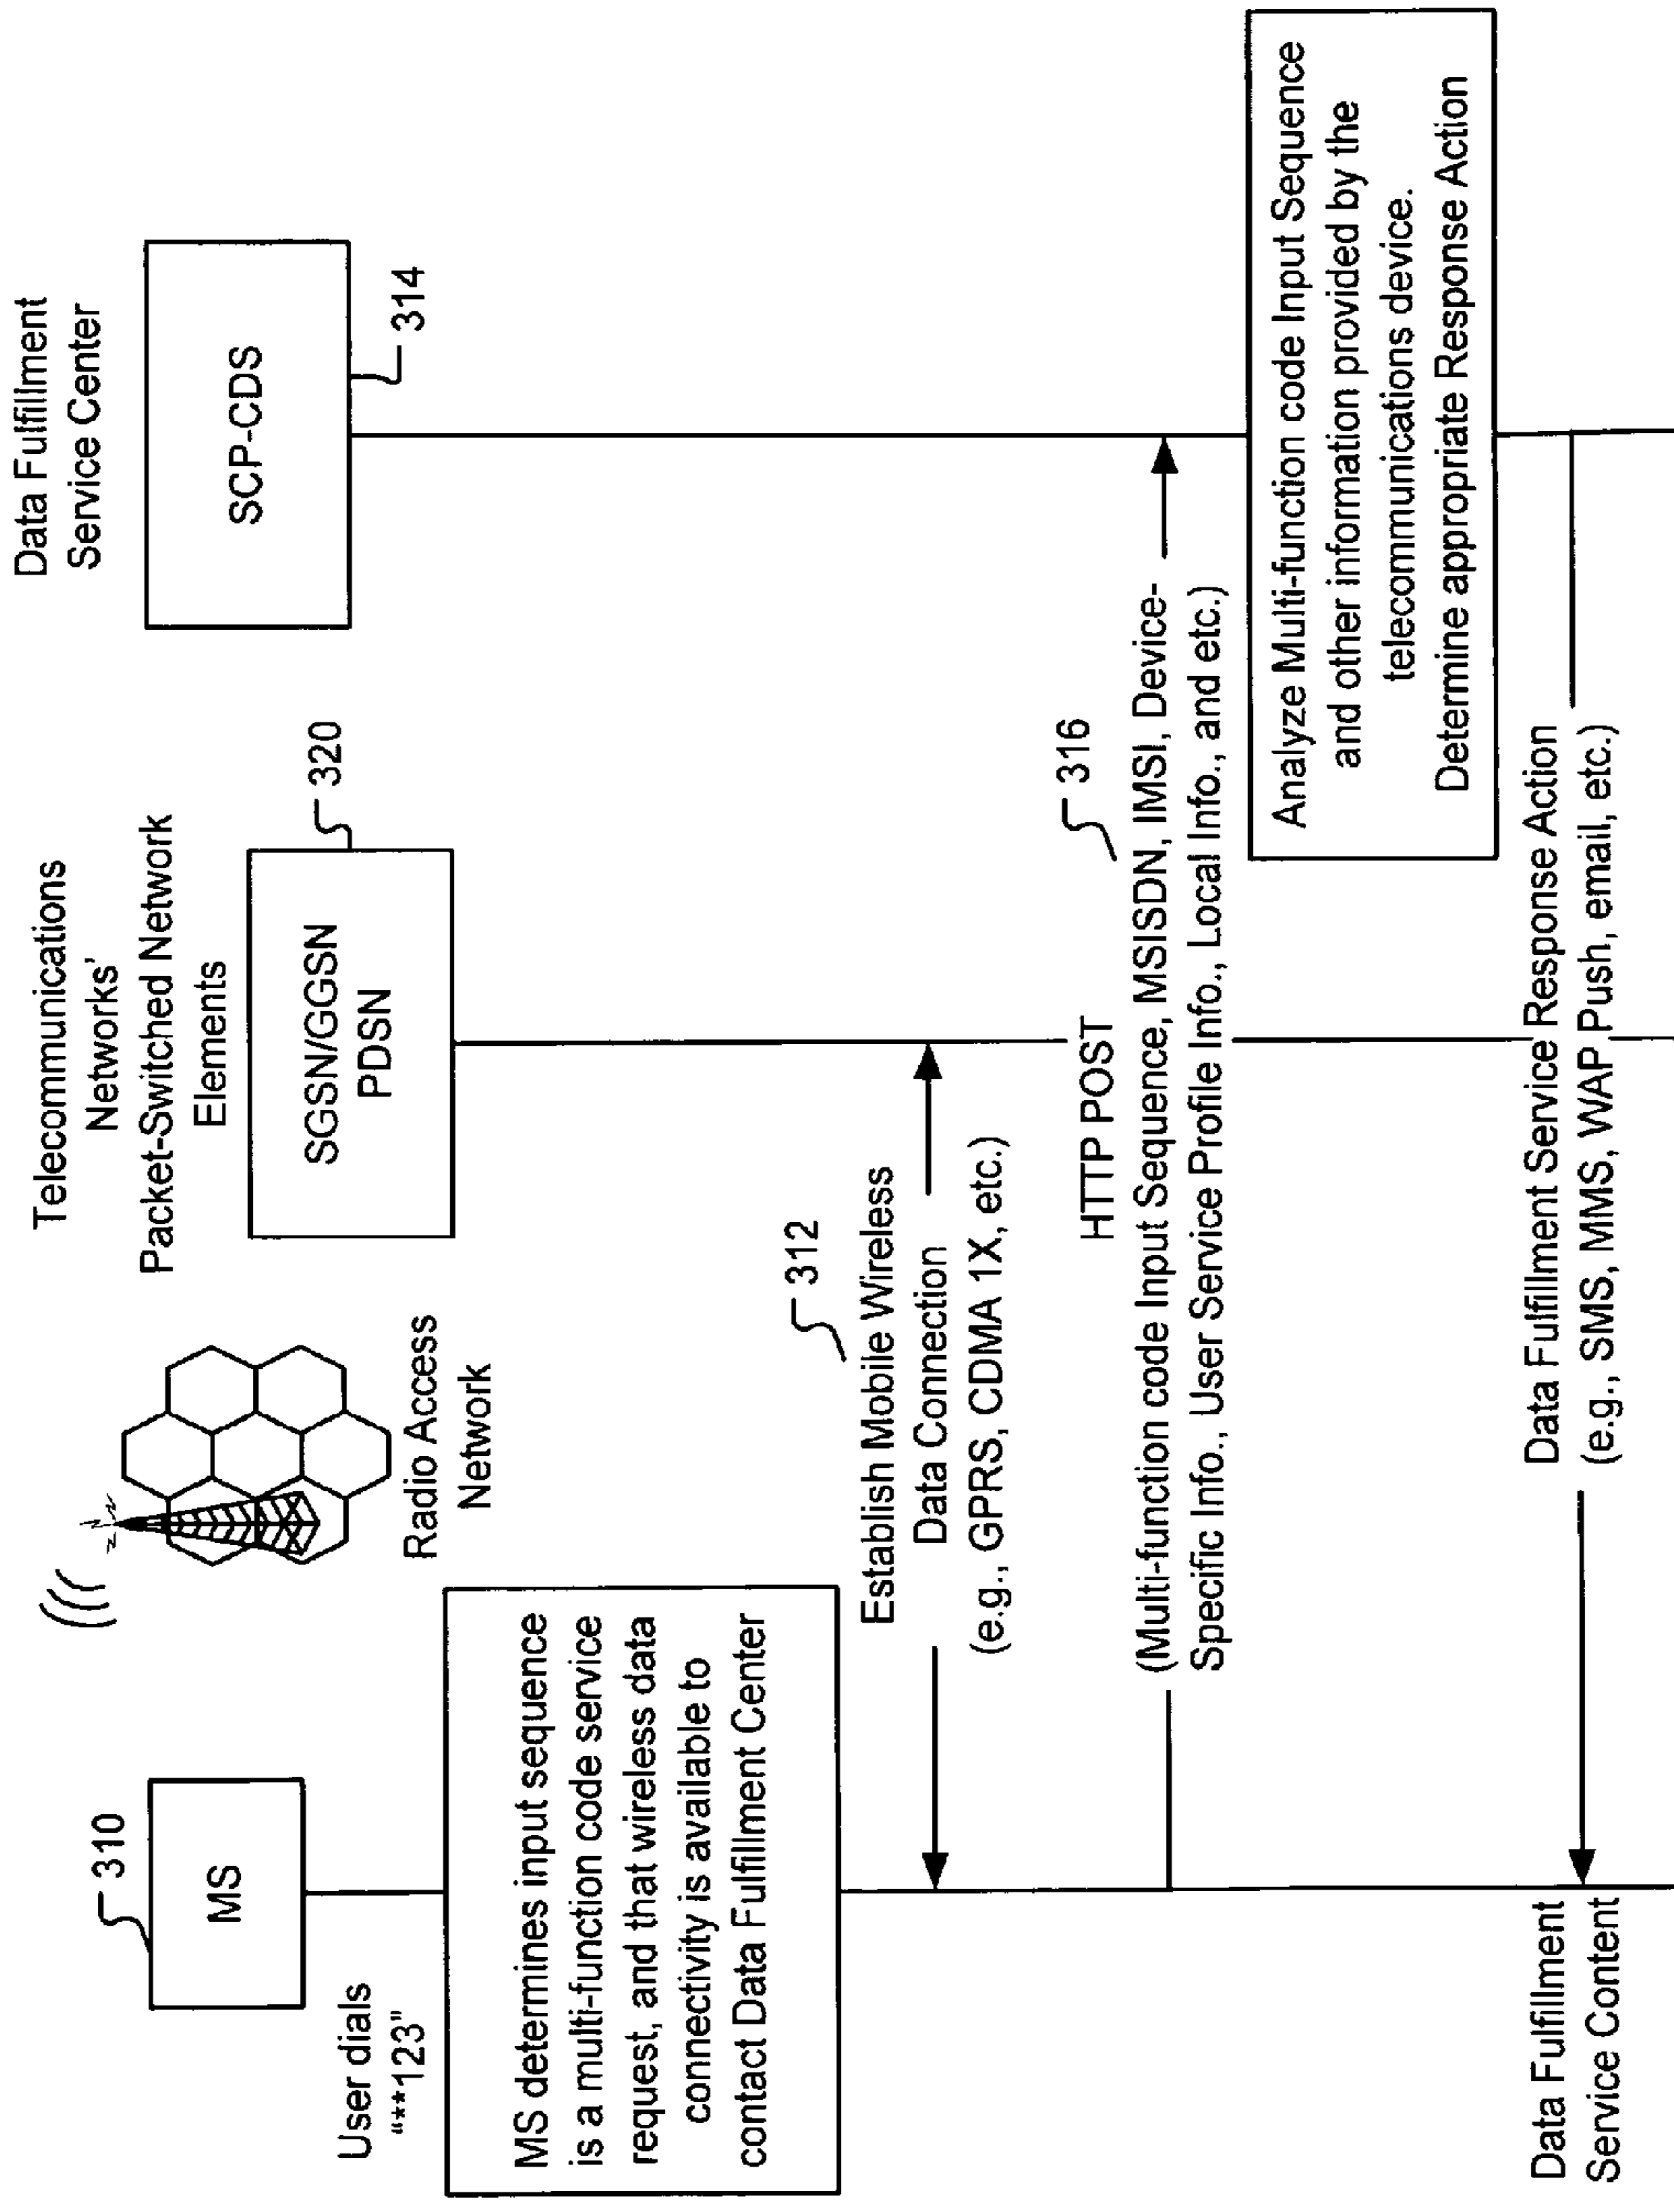 Data Fulfillment
Service Center
SCP-CDS
314
Telecommunications
Networks'
Packet-Switched Network
Elements
SGSN/GGSN
PDSN
320
Radio Access
Network
310
MS
User dials
"**123"
MS determines input sequence
is a multi-function code service
request, and that wireless data
connectivity is available to
contact Data Fulfillment Center
312
Establish Mobile Wireless
Data Connection
(e.g., GPRS, CDMA 1X, etc.)
316
HTTP POST
(Multi-function code Input Sequence, MSISDN, IMSI, Device-
Specific Info., User Service Profile Info., Local Info., and etc.)
Analyze Multi-function code Input Sequence
and other information provided by the
telecommunications device.
Determine appropriate Response Action
Data Fulfillment Service Response Action
(e.g., SMS, MMS, WAP Push, email, etc.)
Data Fulfillment
Service Content